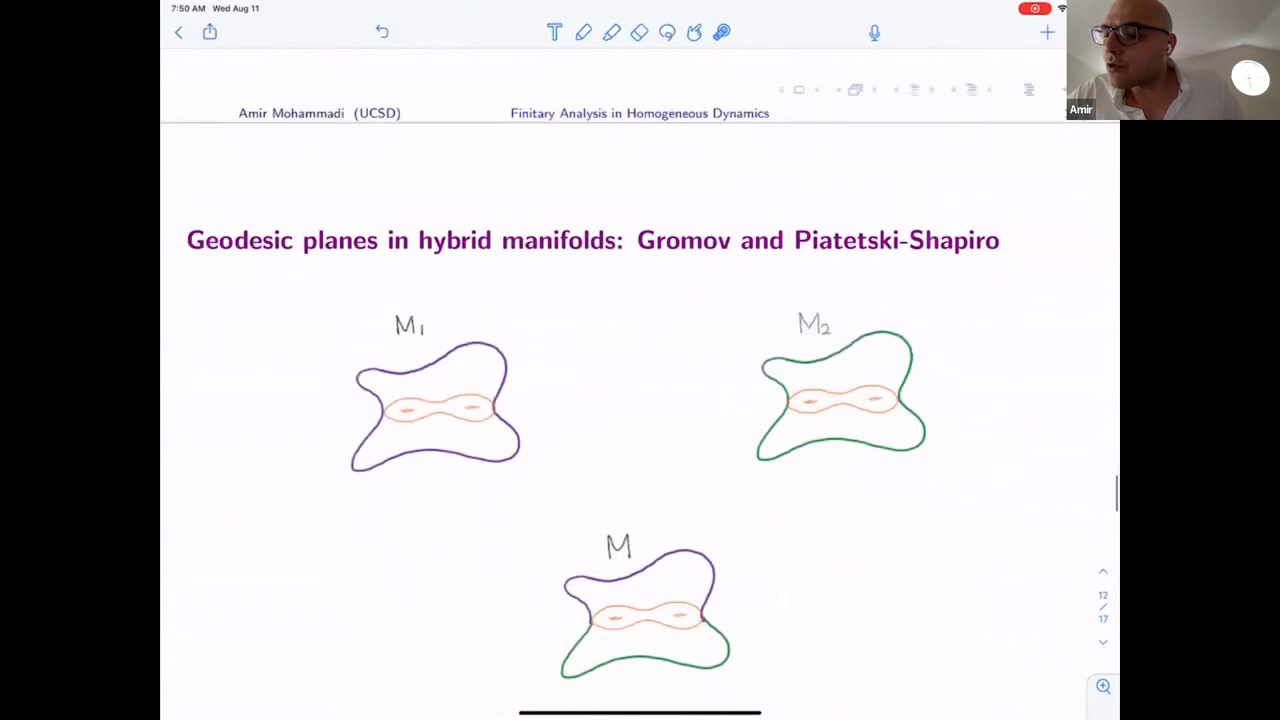 7:50 AM Wed Aug 11
Amir
Amir Mohammadi (UCSD) Finitary Analysis in Homogeneous Dynamics
Geodesic planes in hybrid manifolds: Gromov and Piatetski-Shapiro
M1 M2
M
12
/
17